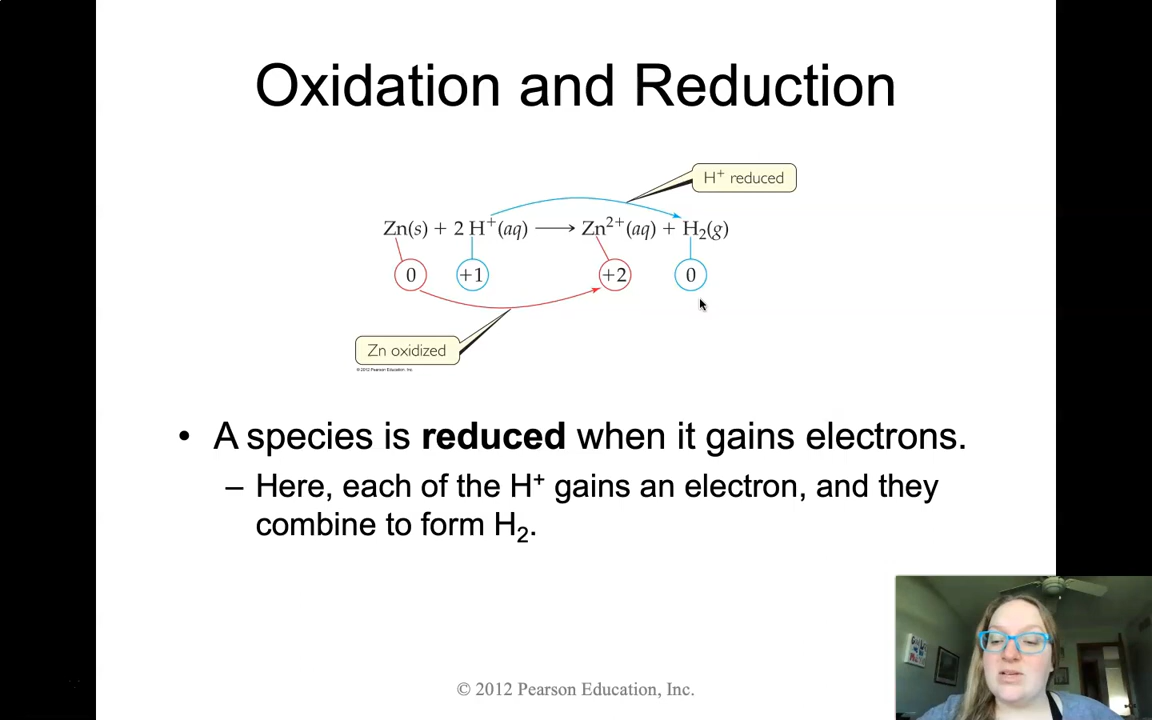 Oxidation and Reduction
H⁺ reduced
Zn(s) + 2 H⁺(aq) ⟶ Zn²⁺(aq) + H₂(g)
0 +1 +2 0
Zn oxidized
© 2012 Pearson Education, Inc.
• A species is reduced when it gains electrons.
– Here, each of the H⁺ gains an electron, and they
combine to form H₂.
© 2012 Pearson Education, Inc.